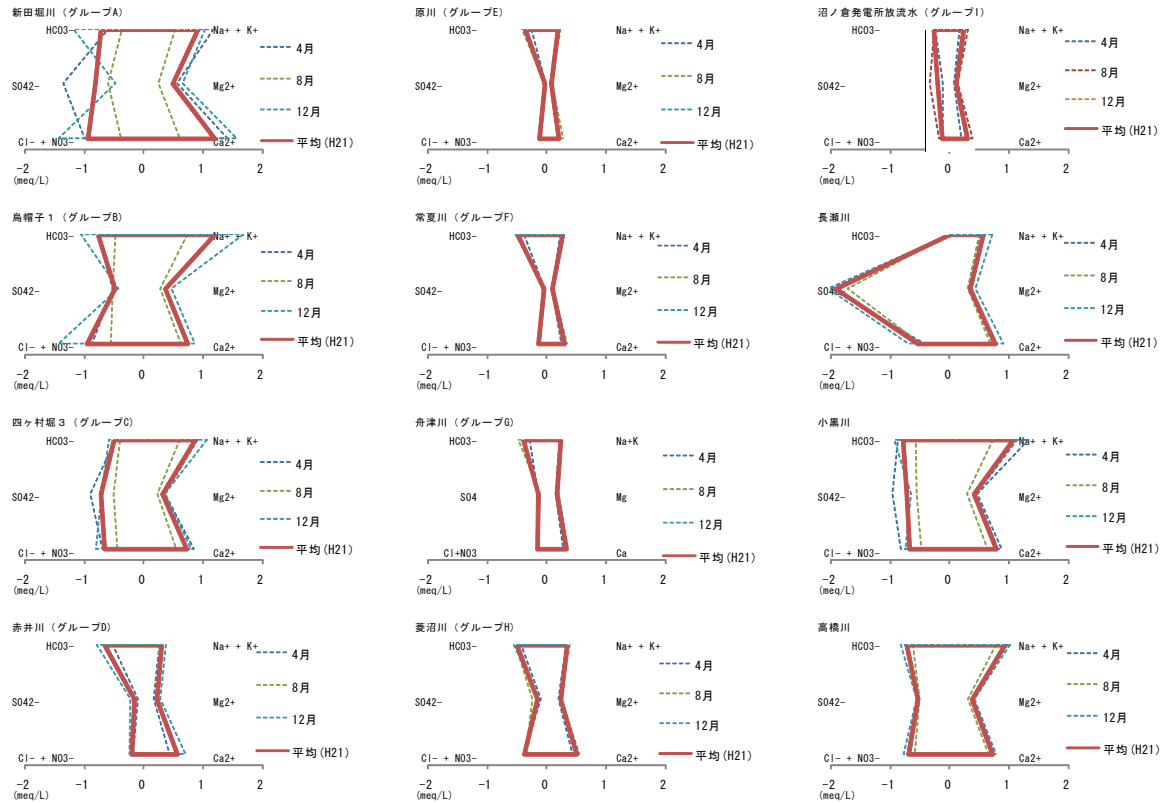 新田堀川（グループA）
HCO3-
Na+ + K+
SO42-
Mg2+
Cl- + NO3-
Ca2+
4月
8月
12月
平均(H21)
-2
-1
0
1
2
(meq/L)
原川（グループE）
HCO3-
Na+ + K+
SO42-
Mg2+
Cl- + NO3-
Ca2+
4月
8月
12月
平均(H21)
-2
-1
0
1
2
(meq/L)
沼ノ倉発電所放流水（グループI）
HCO3-
Na+ + K+
SO42-
Mg2+
Cl- + NO3-
Ca2+
4月
8月
12月
平均(H21)
-2
-1
0
1
2
(meq/L)
烏帽子１（グループB）
HCO3-
Na+ + K+
SO42-
Mg2+
Cl- + NO3-
Ca2+
4月
8月
12月
平均(H21)
-2
-1
0
1
2
(meq/L)
常夏川（グループF）
HCO3-
Na+ + K+
SO42-
Mg2+
Cl- + NO3-
Ca2+
4月
8月
12月
平均(H21)
-2
-1
0
1
2
(meq/L)
長瀬川
HCO3-
Na+ + K+
SO42-
Mg2+
Cl- + NO3-
Ca2+
4月
8月
12月
平均(H21)
-2
-1
0
1
2
(meq/L)
四ヶ村堀３（グループC）
HCO3-
Na+ + K+
SO42-
Mg2+
Cl- + NO3-
Ca2+
4月
8月
12月
平均(H21)
-2
-1
0
1
2
(meq/L)
舟津川（グループG）
HCO3-
Na+K
SO4
Mg
Cl+NO3
Ca
4月
8月
12月
平均(H21)
-2
-1
0
1
2
(meq/L)
小黒川
HCO3-
Na+ + K+
SO42-
Mg2+
Cl- + NO3-
Ca2+
4月
8月
12月
平均(H21)
-2
-1
0
1
2
(meq/L)
赤井川（グループD）
HCO3-
Na+ + K+
SO42-
Mg2+
Cl- + NO3-
Ca2+
4月
8月
12月
平均(H21)
-2
-1
0
1
2
(meq/L)
菱沼川（グループH）
HCO3-
Na+ + K+
SO42-
Mg2+
Cl- + NO3-
Ca2+
4月
8月
12月
平均(H21)
-2
-1
0
1
2
(meq/L)
高橋川
HCO3-
Na+ + K+
SO42-
Mg2+
Cl- + NO3-
Ca2+
4月
8月
12月
平均(H21)
-2
-1
0
1
2
(meq/L)